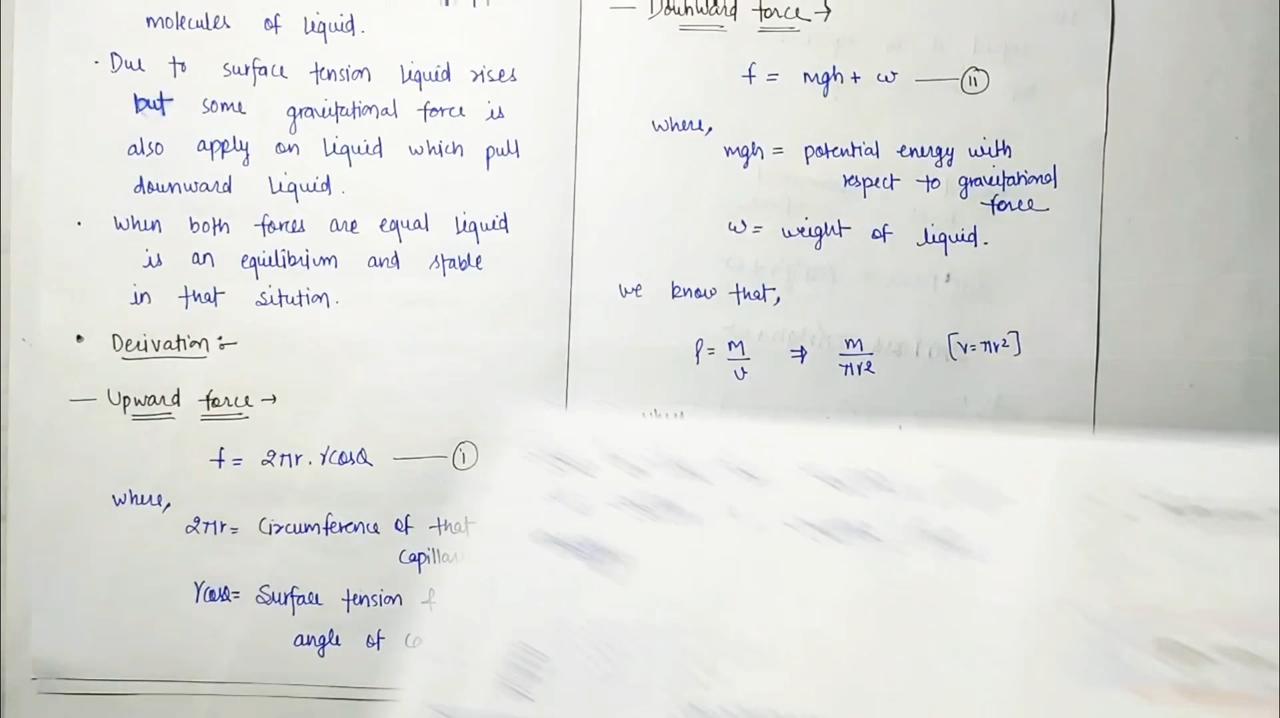 molecules of liquid.
· Due to surface tension liquid rises
but some gravitational force is
also apply on liquid which pull
downward liquid.
· When both forces are equal liquid
is an equilibium and stable
in that sitution.
• Derivation :-
— Upward force →
f = 2πr. γcosθ —— (i)
where,
2πr = Circumference of that
γcosθ = Surface tension
angle of
— Downward force →
f = mgh + w —— (ii)
where,
mgh = potential energy with
respect to gravitational
force
w = weight of liquid.
we know that,
ρ = m/v ⇒ m/πr² [v=πr²]